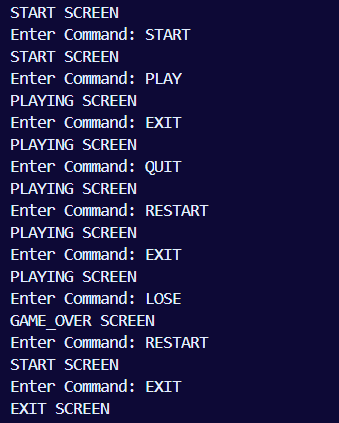 START SCREEN
Enter Command: START
START SCREEN
Enter Command: PLAY
PLAYING SCREEN
Enter Command: EXIT
PLAYING SCREEN
Enter Command: QUIT
PLAYING SCREEN
Enter Command: RESTART
PLAYING SCREEN
Enter Command: EXIT
PLAYING SCREEN
Enter Command: LOSE
GAME_OVER SCREEN
Enter Command: RESTART
START SCREEN
Enter Command: EXIT
EXIT SCREEN